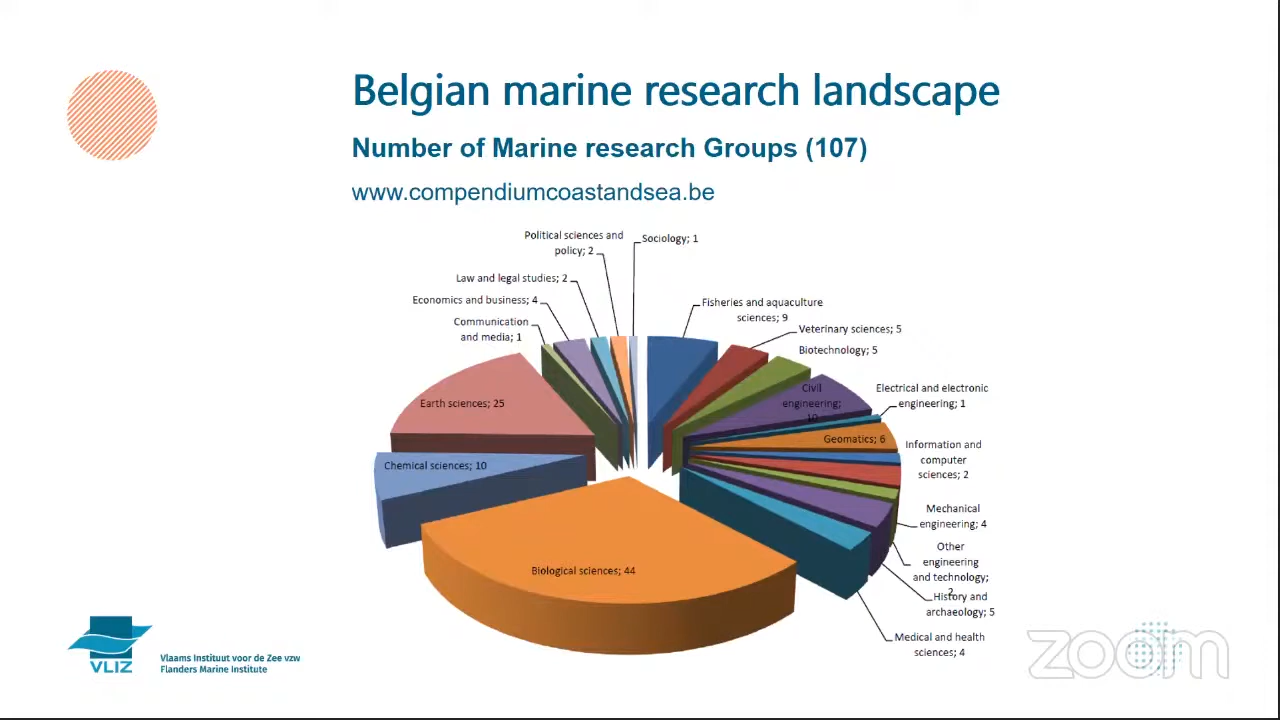 Belgian marine research landscape
Number of Marine research Groups (107)
www.compendiumcoastandsea.be
Political sciences and
policy; 2
Sociology; 1
Law and legal studies; 2
Economics and business; 4
Communication
and media; 1
Fisheries and aquaculture
sciences; 9
Veterinary sciences; 5
Biotechnology; 5
Civil
engineering;
10
Electrical and electronic
engineering; 1
Earth sciences; 25
Geomatics; 6
Information and
computer
sciences; 2
Chemical sciences; 10
Mechanical
engineering; 4
Other
engineering
and technology;
2
History and
archaeology; 5
Biological sciences; 44
Medical and health
sciences; 4
VLIZ
Vlaams Instituut voor de Zee vzw
Flanders Marine Institute
zoom